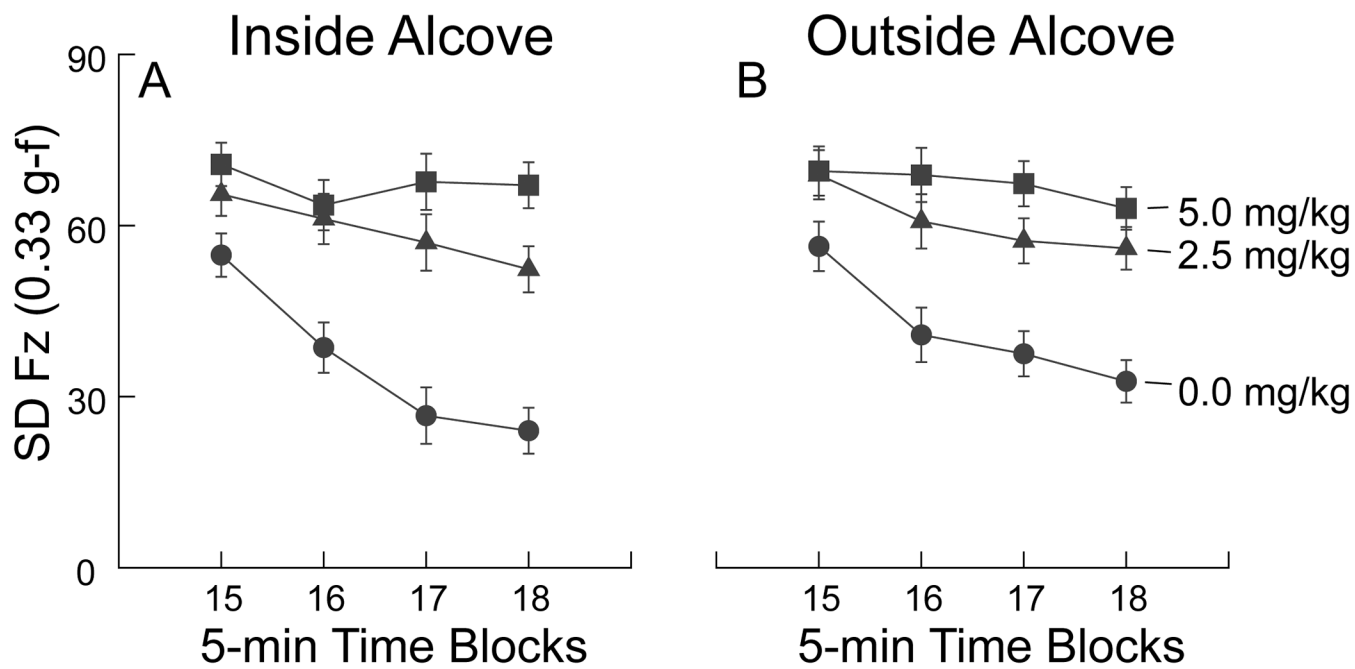 Inside Alcove
Outside Alcove
A
B
SD Fz (0.33 g-f)
90
60
30
0
5.0 mg/kg
2.5 mg/kg
0.0 mg/kg
15 16 17 18
15 16 17 18
5-min Time Blocks
5-min Time Blocks